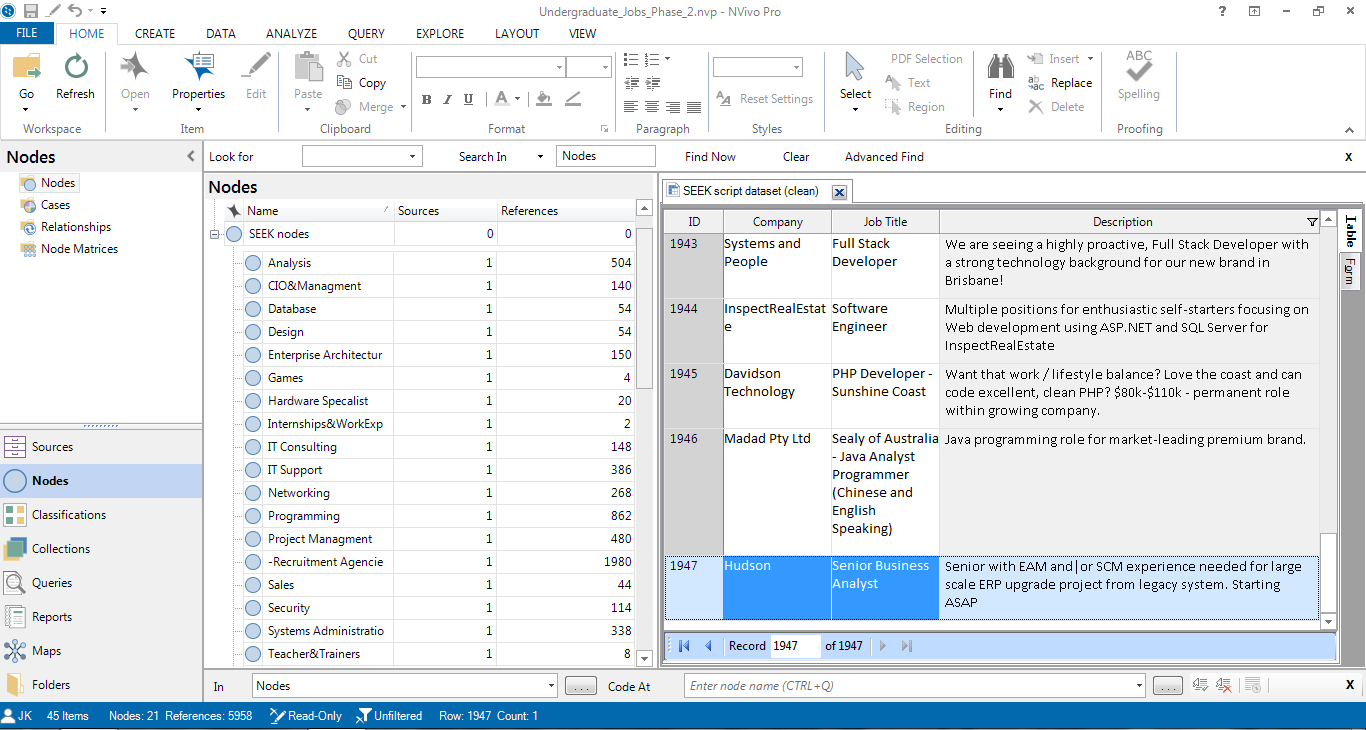 Undergraduate_Jobs_Phase_2.nvp - NVivo Pro
FILE HOME CREATE DATA ANALYZE QUERY EXPLORE LAYOUT VIEW
Go Refresh Open Properties Edit Paste Cut Copy Merge
B I U A
Reset Settings
Select PDF Selection Text Region
Find Insert Replace Delete
ABC Spelling
Workspace Item Clipboard Format Paragraph Styles Editing Proofing
Nodes
Nodes
Cases
Relationships
Node Matrices
Sources
Nodes
Classifications
Collections
Queries
Reports
Maps
Folders
Look for Search In Nodes Find Now Clear Advanced Find X
Nodes
Name Sources References
SEEK nodes 0 0
Analysis 1 504
CIO&Managment 1 140
Database 1 54
Design 1 54
Enterprise Architectur 1 150
Games 1 4
Hardware Specalist 1 20
Internships&WorkExp 1 2
IT Consulting 1 148
IT Support 1 386
Networking 1 268
Programming 1 862
Project Managment 1 480
-Recruitment Agencie 1 1980
Sales 1 44
Security 1 114
Systems Administratio 1 338
Teacher&Trainers 1 8
SEEK script dataset (clean)
ID Company Job Title Description
1943
Systems and
People
Full Stack
Developer
We are seeing a highly proactive, Full Stack Developer with
a strong technology background for our new brand in
Brisbane!
1944
InspectRealEstat
e
Software
Engineer
Multiple positions for enthusiastic self-starters focusing on
Web development using ASP.NET and SQL Server for
InspectRealEstate
1945
Davidson
Technology
PHP Developer -
Sunshine Coast
Want that work / lifestyle balance? Love the coast and can
code excellent, clean PHP? $80k-$110k - permanent role
within growing company.
1946
Madad Pty Ltd
Sealy of Australia
- Java Analyst
Programmer
(Chinese and
English
Speaking)
Java programming role for market-leading premium brand.
1947
Hudson
Senior Business
Analyst
Senior with EAM and|or SCM experience needed for large
scale ERP upgrade project from legacy system. Starting
ASAP
Table
Form
Record 1947 of 1947
In Nodes ... Code At Enter node name (CTRL+Q) ... X
JK 45 Items Nodes: 21 References: 5958 Read-Only Unfiltered Row: 1947 Count: 1